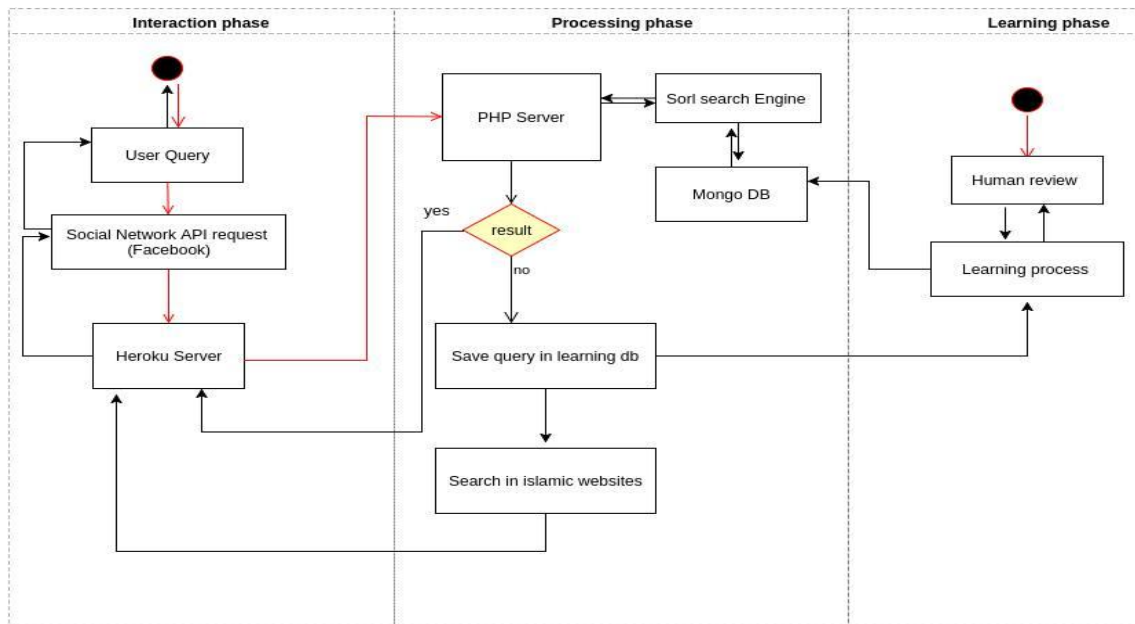 Interaction phase
Processing phase
Learning phase
User Query
Social Network API request
(Facebook)
Heroku Server
PHP Server
Sorl search Engine
Mongo DB
yes
result
no
Save query in learning db
Search in islamic websites
Human review
Learning process